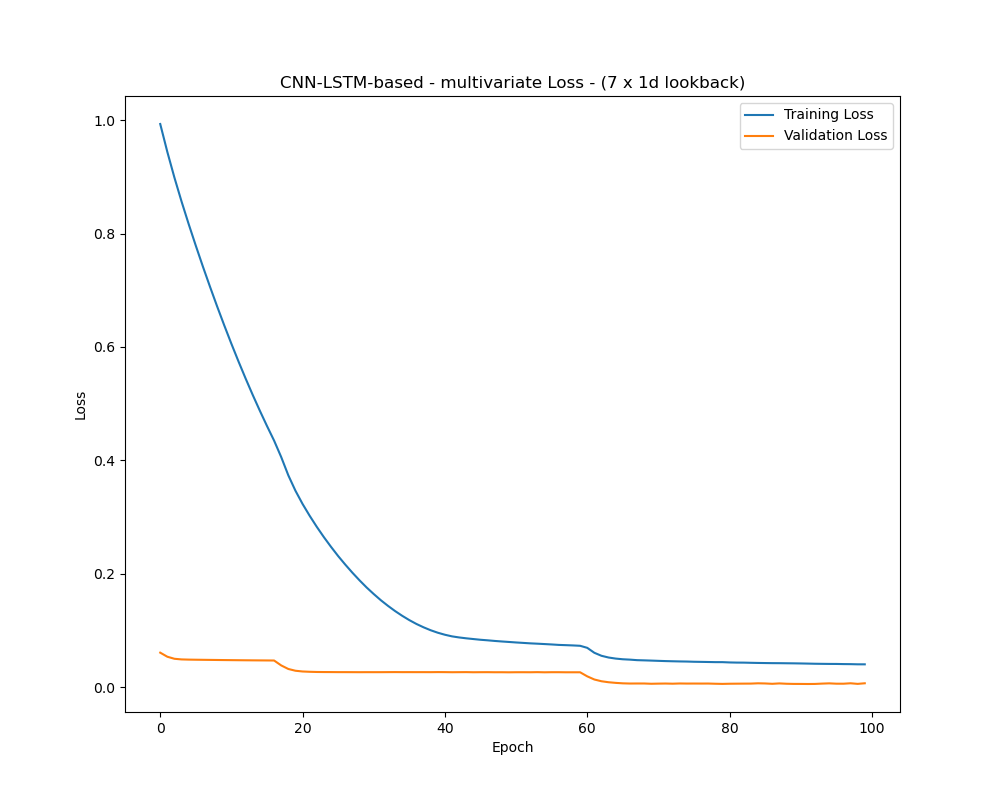 CNN-LSTM-based - multivariate Loss - (7 x 1d lookback)
Training Loss
Validation Loss
1.0
0.8
0.6
0.4
0.2
0.0
Loss
0 20 40 60 80 100
Epoch